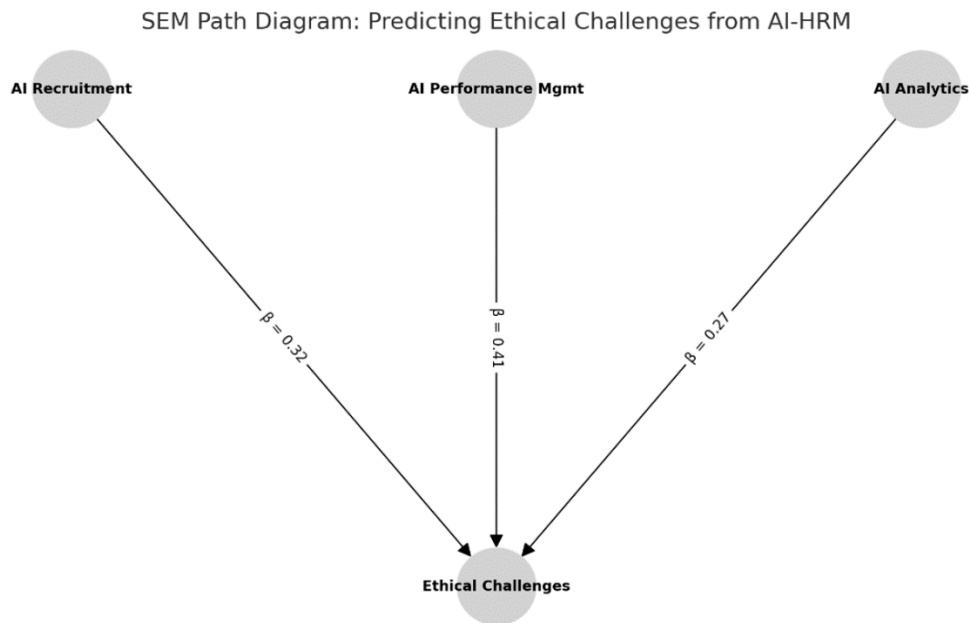 SEM Path Diagram: Predicting Ethical Challenges from AI-HRM
AI Recruitment
AI Performance Mgmt
AI Analytics
β = 0.32
β = 0.41
β = 0.27
Ethical Challenges